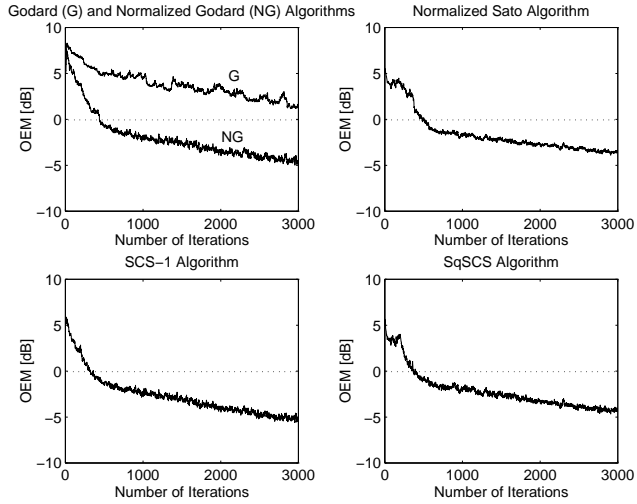 Godard (G) and Normalized Godard (NG) Algorithms
10
5
0
−5
−10
OEM [dB]
G
NG
0
1000
2000
3000
Number of Iterations
Normalized Sato Algorithm
10
5
0
−5
−10
OEM [dB]
0
1000
2000
3000
Number of Iterations
SCS−1 Algorithm
10
5
0
−5
−10
OEM [dB]
0
1000
2000
3000
Number of Iterations
SqSCS Algorithm
10
5
0
−5
−10
OEM [dB]
0
1000
2000
3000
Number of Iterations